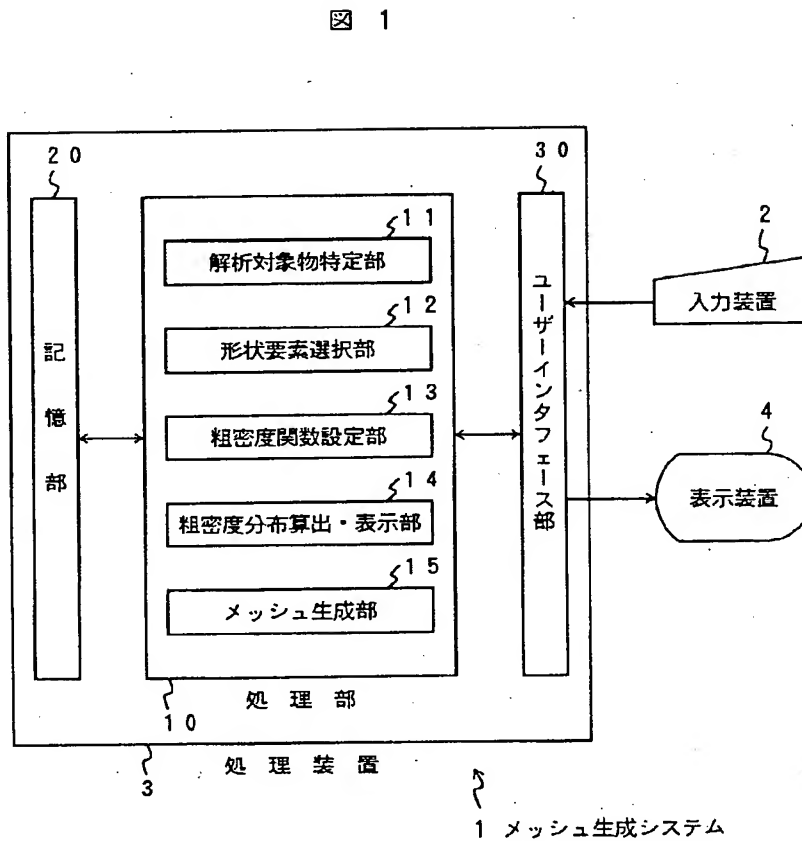 図 1
20
30
2
入力装置
11
解析対象物特定部
12
形状要素選択部
13
粗密度関数設定部
14
粗密度分布算出・表示部
15
メッシュ生成部
記憶部
ユーザーインタフェース部
4
表示装置
10
処理部
3
処理装置
1 メッシュ生成システム